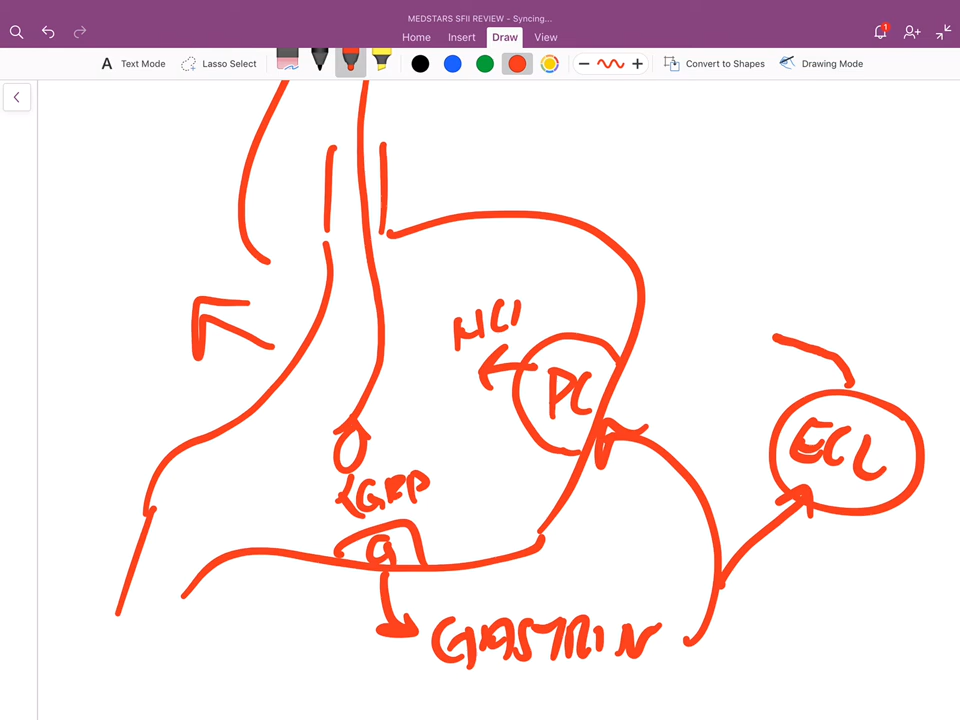 MEDSTARS SFII REVIEW - Syncing...
Home Insert Draw View
1
A Text Mode Lasso Select Convert to Shapes Drawing Mode
HCl
PC
ECL
GRP
G
GASTRIN